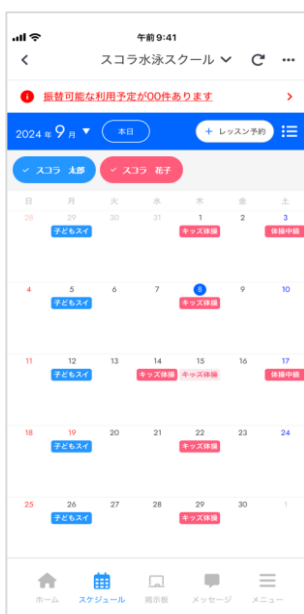 午前9:41
スコラ水泳スクール
振替可能な利用予定が00件あります
2024 年 9 月 ▼ 本日 + レッスン予約
スコラ 太郎 スコラ 花子
日 月 火 水 木 金 土
28 29 30 31 1 2 3
子どもスイ キッズ体操 体操中級
4 5 6 7 8 9 10
子どもスイ キッズ体操
11 12 13 14 15 16 17
子どもスイ キッズ体操 キッズ体操 体操中級
18 19 20 21 22 23 24
子どもスイ キッズ体操
25 26 27 28 29 30 1
子どもスイ キッズ体操
ホーム スケジュール 掲示板 メッセージ メニュー